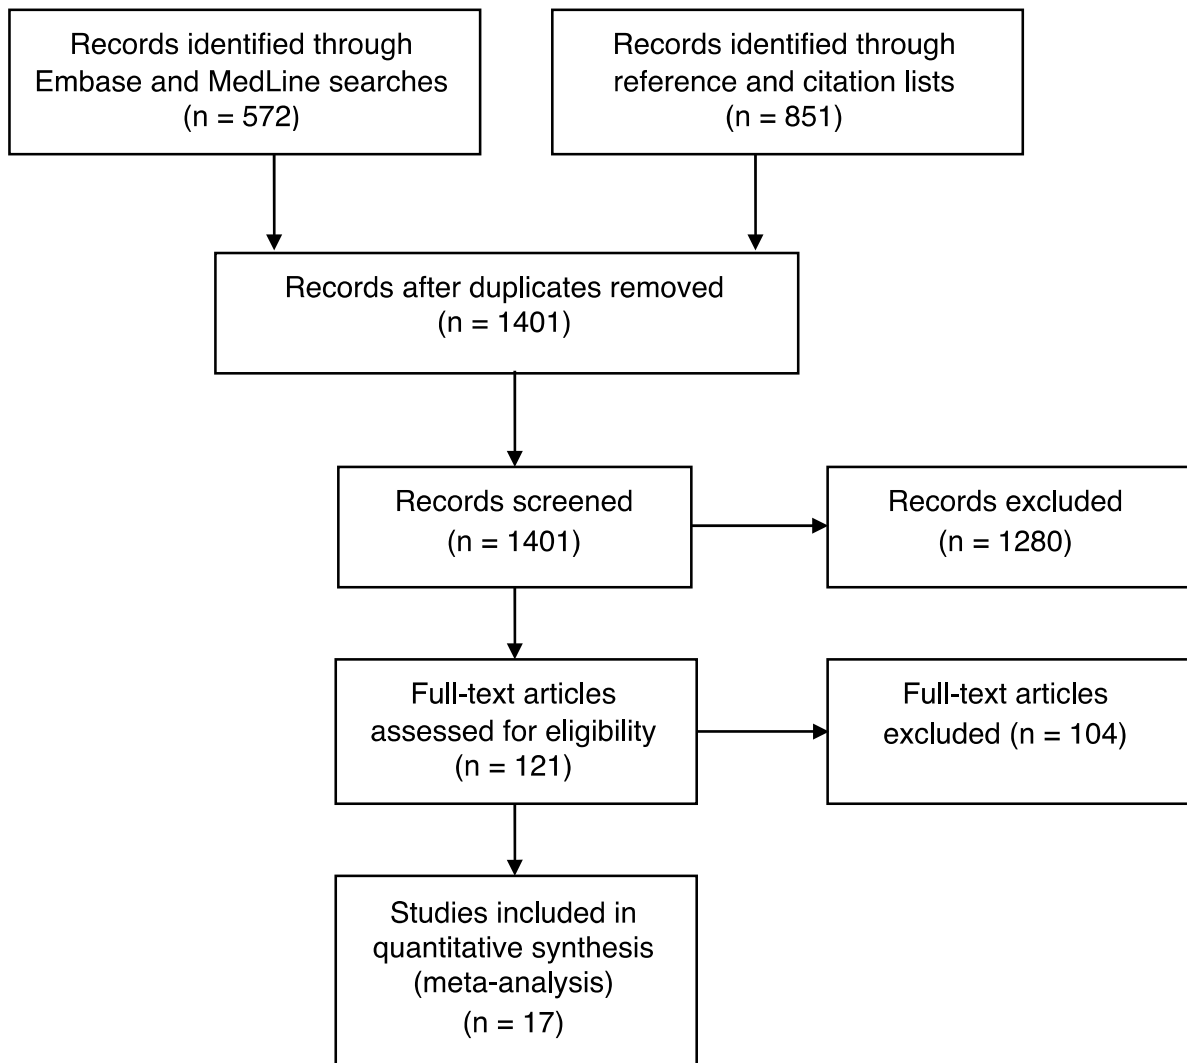 Records identified through
Embase and MedLine searches
(n = 572)
Records identified through
reference and citation lists
(n = 851)
Records after duplicates removed
(n = 1401)
Records screened
(n = 1401)
Records excluded
(n = 1280)
Full-text articles
assessed for eligibility
(n = 121)
Full-text articles
excluded (n = 104)
Studies included in
quantitative synthesis
(meta-analysis)
(n = 17)